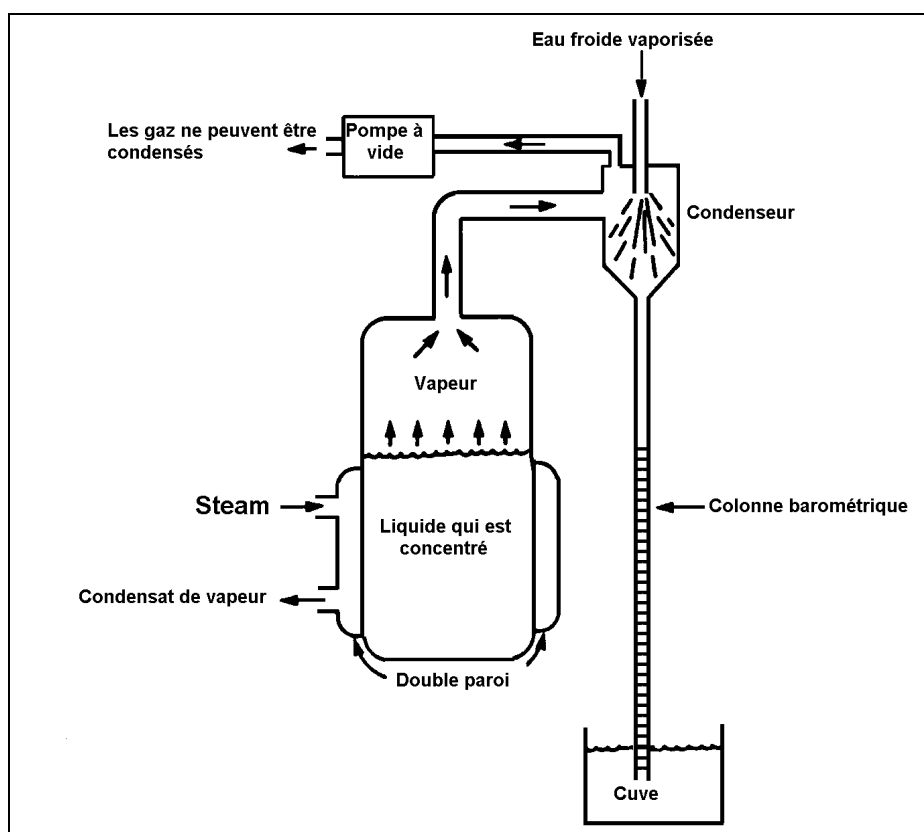 Eau froide vaporisée
Les gaz ne peuvent être
condensés
Pompe à
vide
Condenseur
Vapeur
Steam
Liquide qui est
concentré
Colonne barométrique
Condensat de vapeur
Double paroi
Cuve